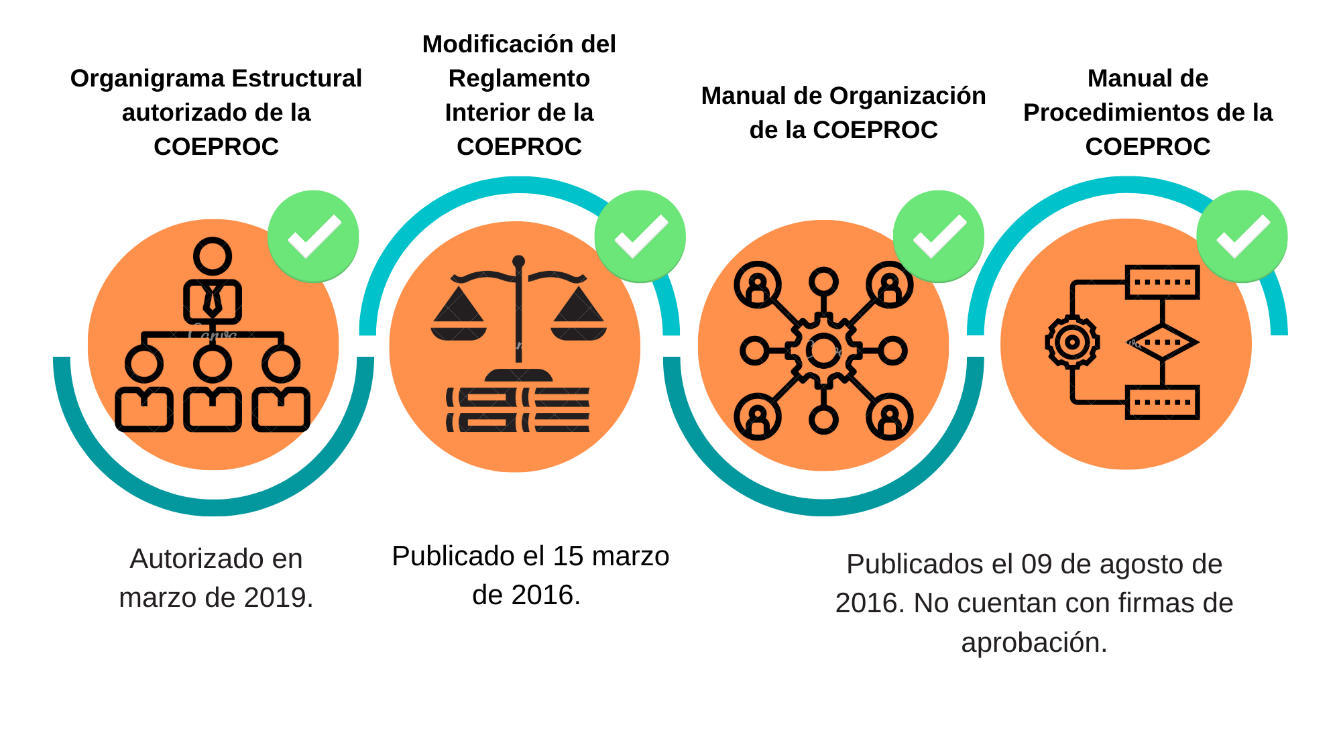 Organigrama Estructural
autorizado de la
COEPROC
Modificación del
Reglamento
Interior de la
COEPROC
Manual de Organización
de la COEPROC
Manual de
Procedimientos de la
COEPROC
Autorizado en
marzo de 2019.
Publicado el 15 marzo
de 2016.
Publicados el 09 de agosto de
2016. No cuentan con firmas de
aprobación.